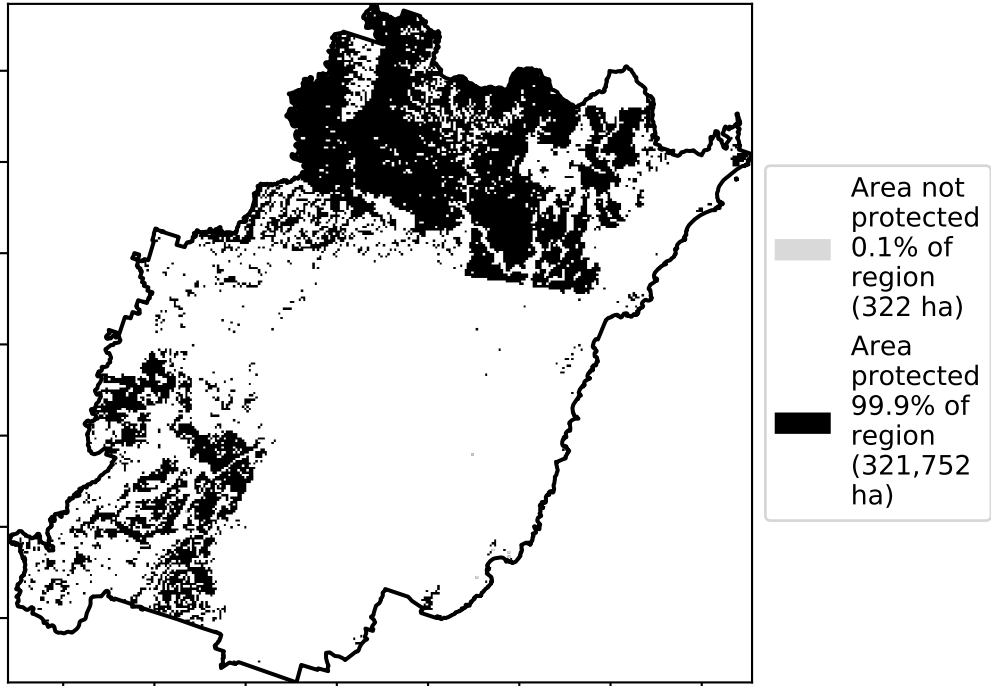 Area not
protected
0.1% of
region
(322 ha)
Area
protected
99.9% of
region
(321,752
ha)